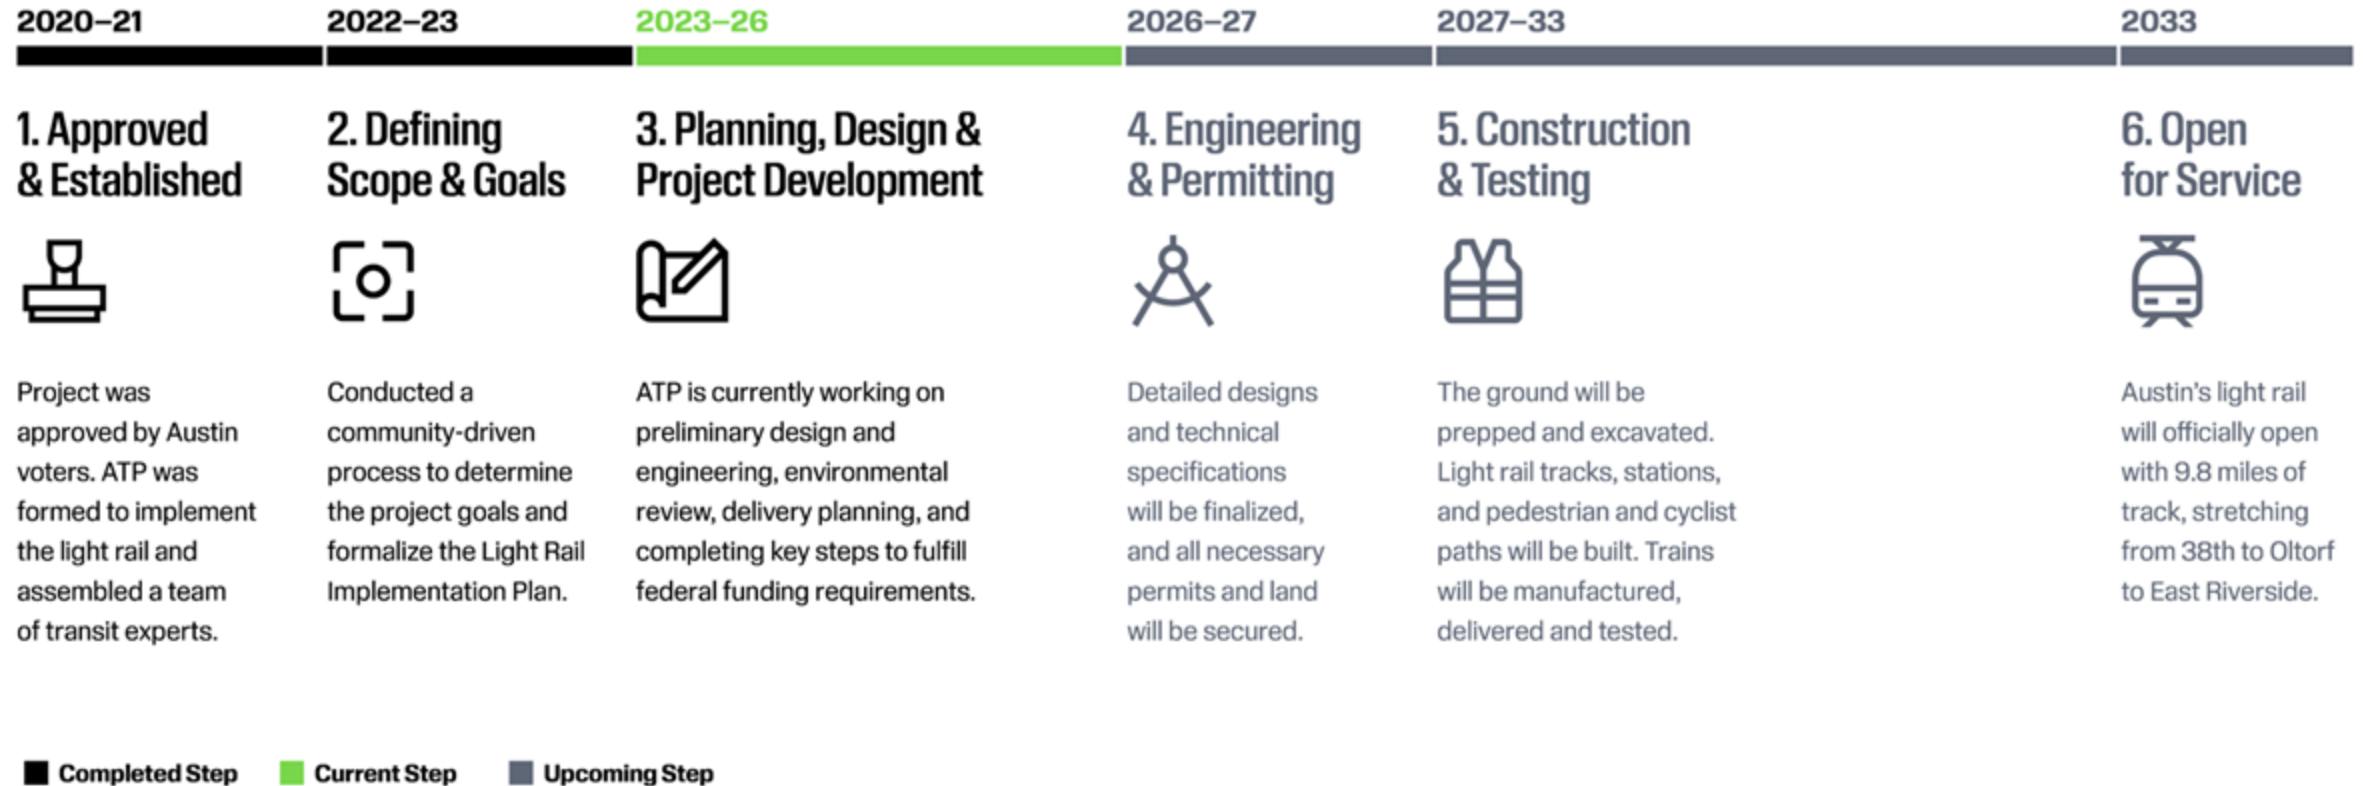 2020–21
2022–23
2023–26
2026–27
2027–33
2033
1. Approved
& Established
2. Defining
Scope & Goals
3. Planning, Design &
Project Development
4. Engineering
& Permitting
5. Construction
& Testing
6. Open
for Service
Project was
approved by Austin
voters. ATP was
formed to implement
the light rail and
assembled a team
of transit experts.
Conducted a
community-driven
process to determine
the project goals and
formalize the Light Rail
Implementation Plan.
ATP is currently working on
preliminary design and
engineering, environmental
review, delivery planning, and
completing key steps to fulfill
federal funding requirements.
Detailed designs
and technical
specifications
will be finalized,
and all necessary
permits and land
will be secured.
The ground will be
prepped and excavated.
Light rail tracks, stations,
and pedestrian and cyclist
paths will be built. Trains
will be manufactured,
delivered and tested.
Austin's light rail
will officially open
with 9.8 miles of
track, stretching
from 38th to Oltorf
to East Riverside.
Completed Step
Current Step
Upcoming Step